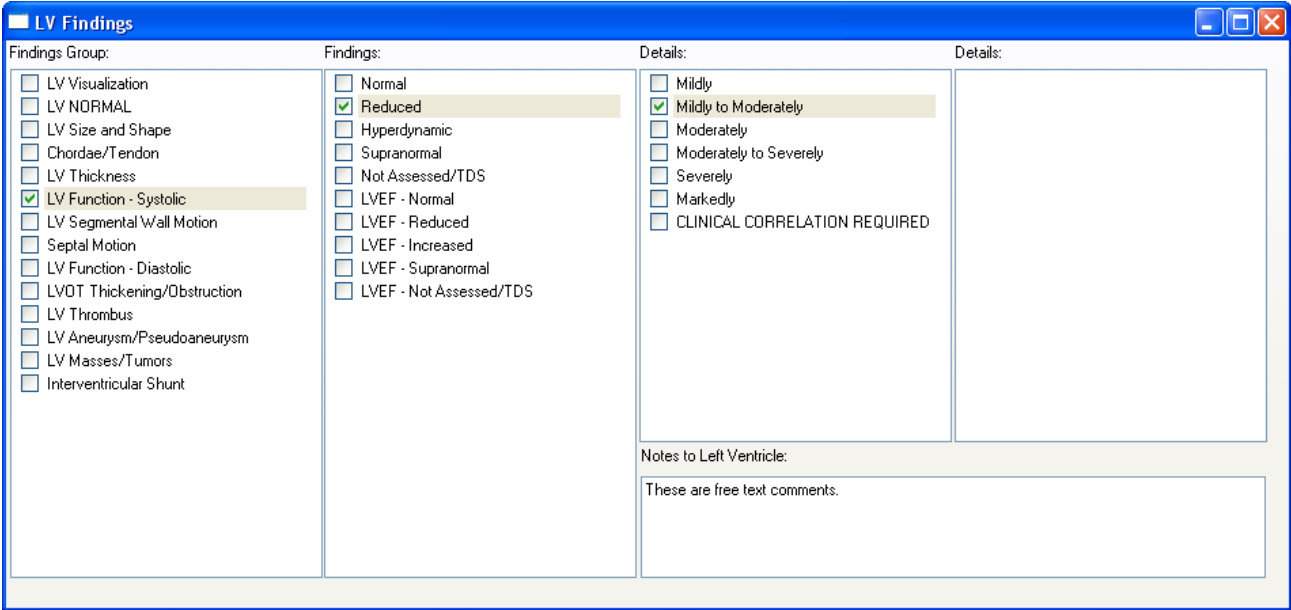 LV Findings
Findings Group:
LV Visualization
LV NORMAL
LV Size and Shape
Chordae/Tendon
LV Thickness
LV Function - Systolic
LV Segmental Wall Motion
Septal Motion
LV Function - Diastolic
LVOT Thickening/Obstruction
LV Thrombus
LV Aneurysm/Pseudoaneurysm
LV Masses/Tumors
Interventricular Shunt
Findings:
Normal
Reduced
Hyperdynamic
Supranormal
Not Assessed/TDS
LVEF - Normal
LVEF - Reduced
LVEF - Increased
LVEF - Supranormal
LVEF - Not Assessed/TDS
Details:
Mildly
Mildly to Moderately
Moderately
Moderately to Severely
Severely
Markedly
CLINICAL CORRELATION REQUIRED
Details:
Notes to Left Ventricle:
These are free text comments.